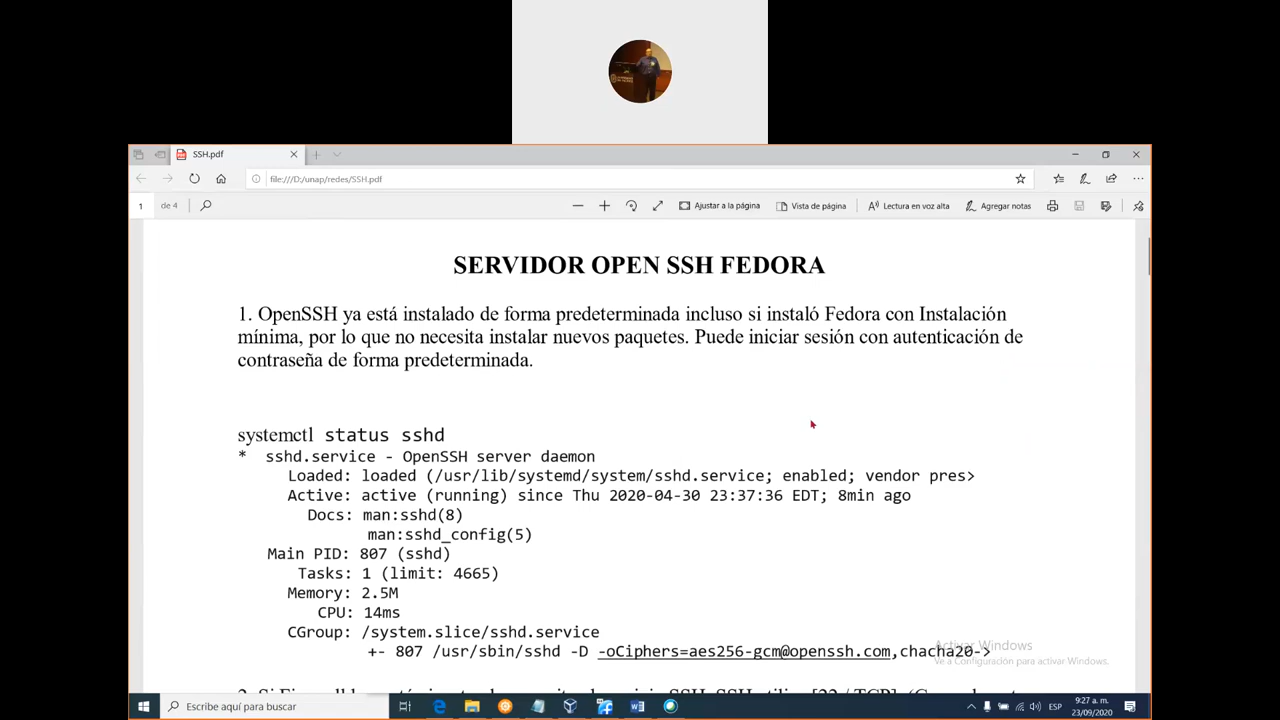 SSH.pdf
file:///D:/unap/redes/SSH.pdf
1 de 4
Ajustar a la página
Vista de página
Lectura en voz alta
Agregar notas
SERVIDOR OPEN SSH FEDORA
1. OpenSSH ya está instalado de forma predeterminada incluso si instaló Fedora con Instalación
mínima, por lo que no necesita instalar nuevos paquetes. Puede iniciar sesión con autenticación de
contraseña de forma predeterminada.
systemctl status sshd
* sshd.service - OpenSSH server daemon
Loaded: loaded (/usr/lib/systemd/system/sshd.service; enabled; vendor pres>
Active: active (running) since Thu 2020-04-30 23:37:36 EDT; 8min ago
Docs: man:sshd(8)
man:sshd_config(5)
Main PID: 807 (sshd)
Tasks: 1 (limit: 4665)
Memory: 2.5M
CPU: 14ms
CGroup: /system.slice/sshd.service
+- 807 /usr/sbin/sshd -D -oCiphers=aes256-gcm@openssh.com,chacha20->
Activar Windows
Ve a Configuración para activar Windows.
Escribe aquí para buscar
ESP
9:27 a. m.
23/09/2020